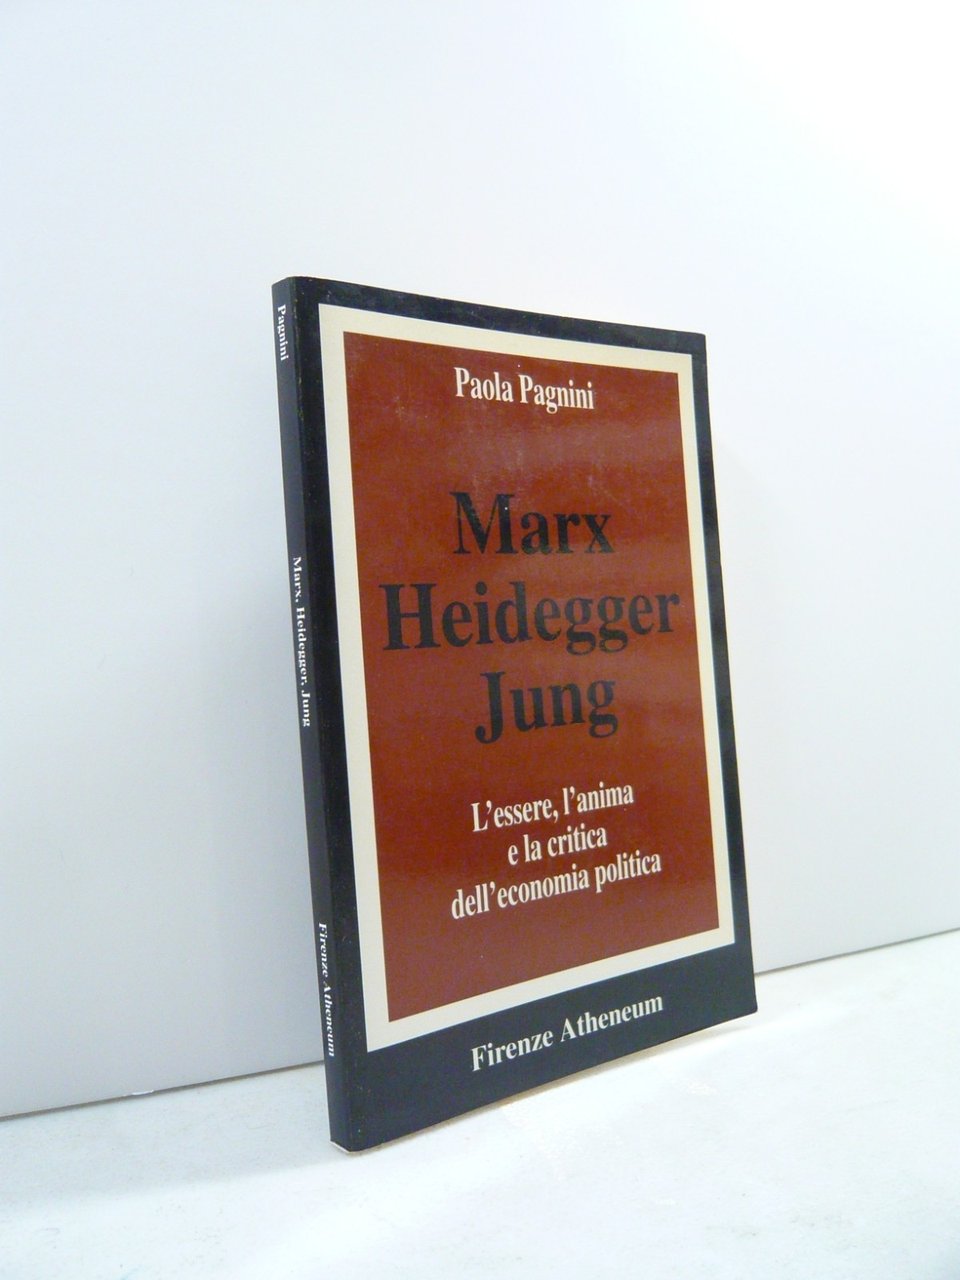 Pagnini
Marx, Heidegger, Jung
Firenze Atheneum
Paola Pagnini
Marx
Heidegger
Jung
L'essere, l'anima
e la critica
dell'economia politica
Firenze Atheneum